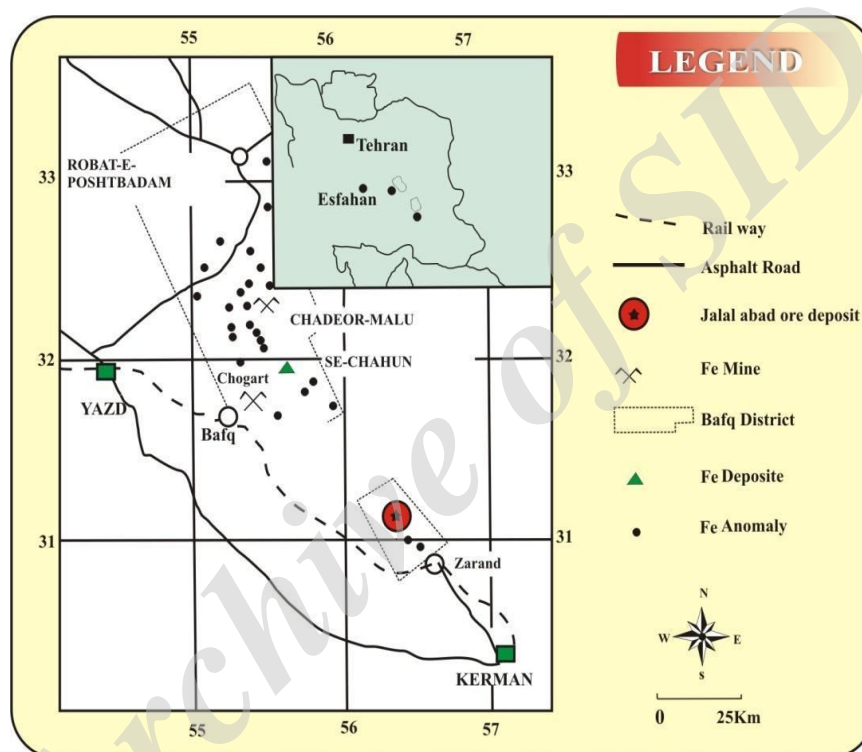 55
56
57
LEGEND
Tehran
33
ROBAT-E-
POSHTBADAM
33
Esfahan
Rail way
Asphalt Road
CHADEOR-MALU
Jalal abad ore deposit
32
SE-CHAHUN
32
Chogart
Fe Mine
YAZD
Bafq
Bafq District
Fe Deposite
Fe Anomaly
31
31
Zarand
N
W
E
S
KERMAN
0
25Km
55
56
57
Archive of SID